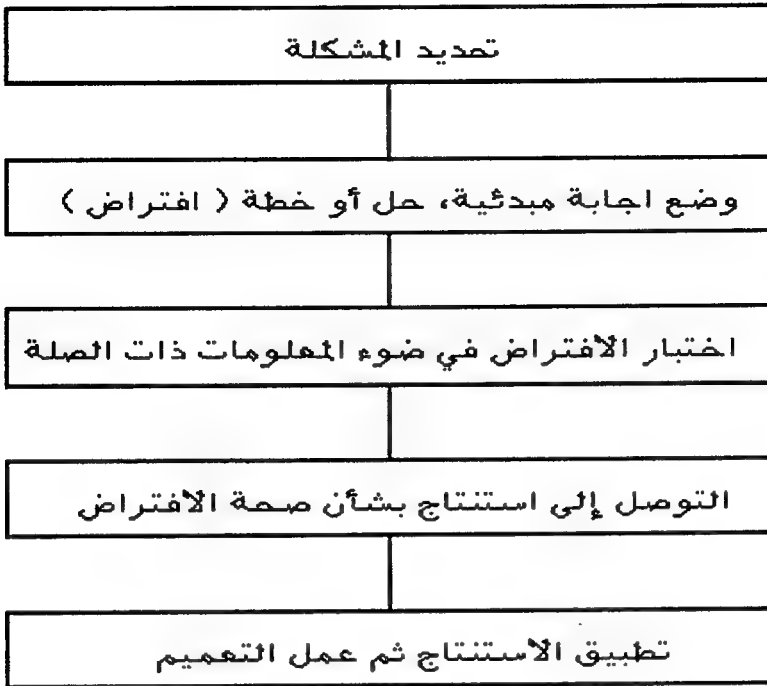 تحديد المشكلة
وضع اجابة مبدئية، حل أو خطة ( افتراض )
اختبار الافتراض في ضوء المعلومات ذات الصلة
التوصل إلى استنتاج بشأن صحة الافتراض
تطبيق الاستنتاج ثم عمل التعميم